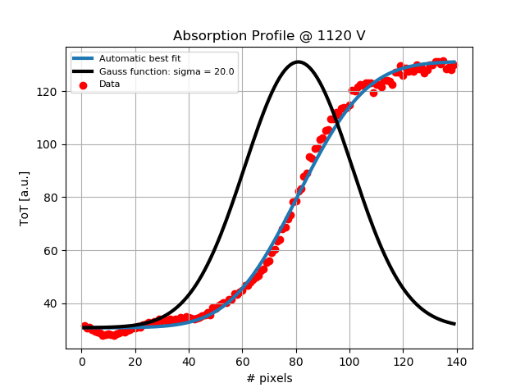 Absorption Profile @ 1120 V
Automatic best fit
Gauss function: sigma = 20.0
Data
ToT [a.u.]
120
100
80
60
40
0 20 40 60 80 100 120 140
# pixels